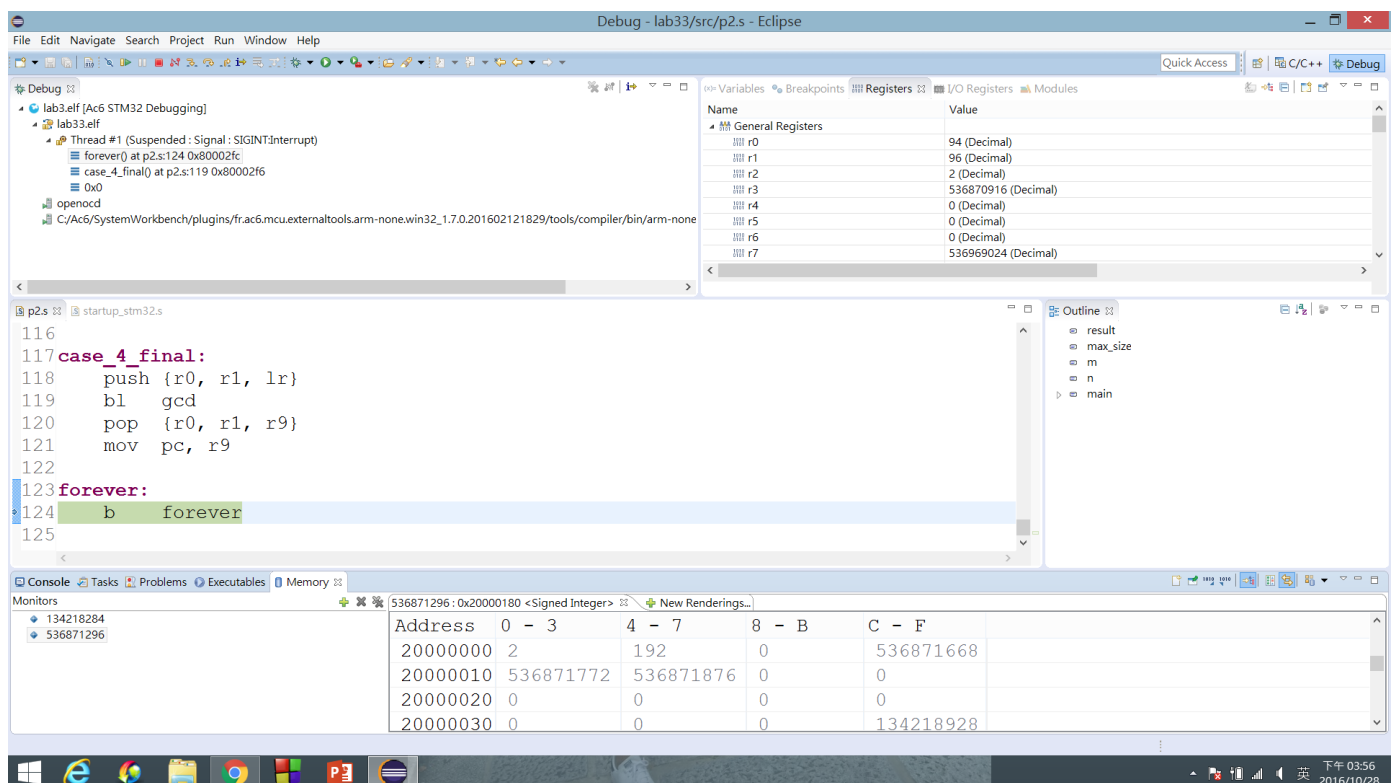 Debug - lab33/src/p2.s - Eclipse
File Edit Navigate Search Project Run Window Help
Quick Access C/C++ Debug
Debug
lab3.elf [Ac6 STM32 Debugging]
lab33.elf
Thread #1 (Suspended : Signal : SIGINT:Interrupt)
forever() at p2.s:124 0x80002fc
case_4_final() at p2.s:119 0x80002f6
0x0
openocd
C:/Ac6/SystemWorkbench/plugins/fr.ac6.mcu.externaltools.arm-none.win32_1.7.0.201602121829/tools/compiler/bin/arm-none
Variables Breakpoints Registers I/O Registers Modules
Name Value
General Registers
r0 94 (Decimal)
r1 96 (Decimal)
r2 2 (Decimal)
r3 536870916 (Decimal)
r4 0 (Decimal)
r5 0 (Decimal)
r6 0 (Decimal)
r7 536969024 (Decimal)
p2.s startup_stm32.s
116
117 case_4_final:
118 push {r0, r1, lr}
119 bl gcd
120 pop {r0, r1, r9}
121 mov pc, r9
122
123 forever:
124 b forever
125
Outline
result
max_size
m
n
main
Console Tasks Problems Executables Memory
Monitors
134218284
536871296
536871296 : 0x20000180 <Signed Integer> New Renderings...
Address 0 - 3 4 - 7 8 - B C - F
20000000 2 192 0 536871668
20000010 536871772 536871876 0 0
20000020 0 0 0 0
20000030 0 0 0 134218928
英 下午 03:56
2016/10/28